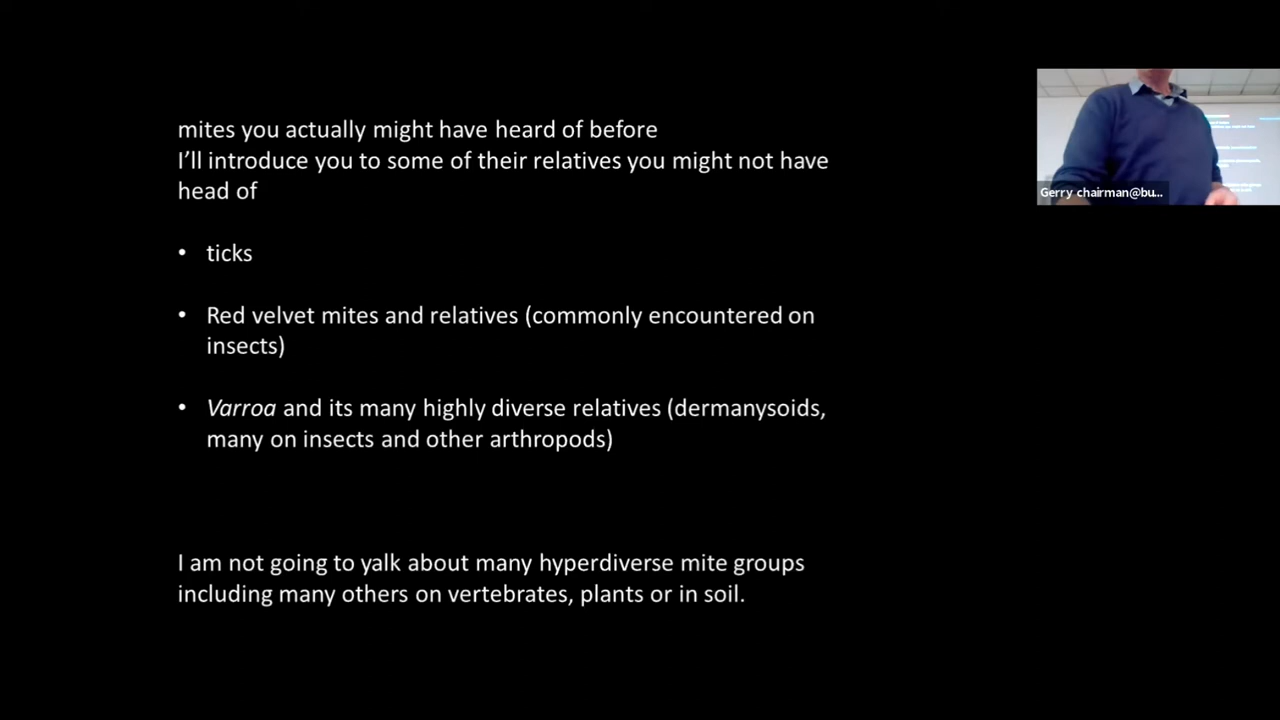 mites you actually might have heard of before
I'll introduce you to some of their relatives you might not have
head of
• ticks
• Red velvet mites and relatives (commonly encountered on
insects)
• Varroa and its many highly diverse relatives (dermanysoids,
many on insects and other arthropods)
I am not going to yalk about many hyperdiverse mite groups
including many others on vertebrates, plants or in soil.
Gerry chairman@bu...